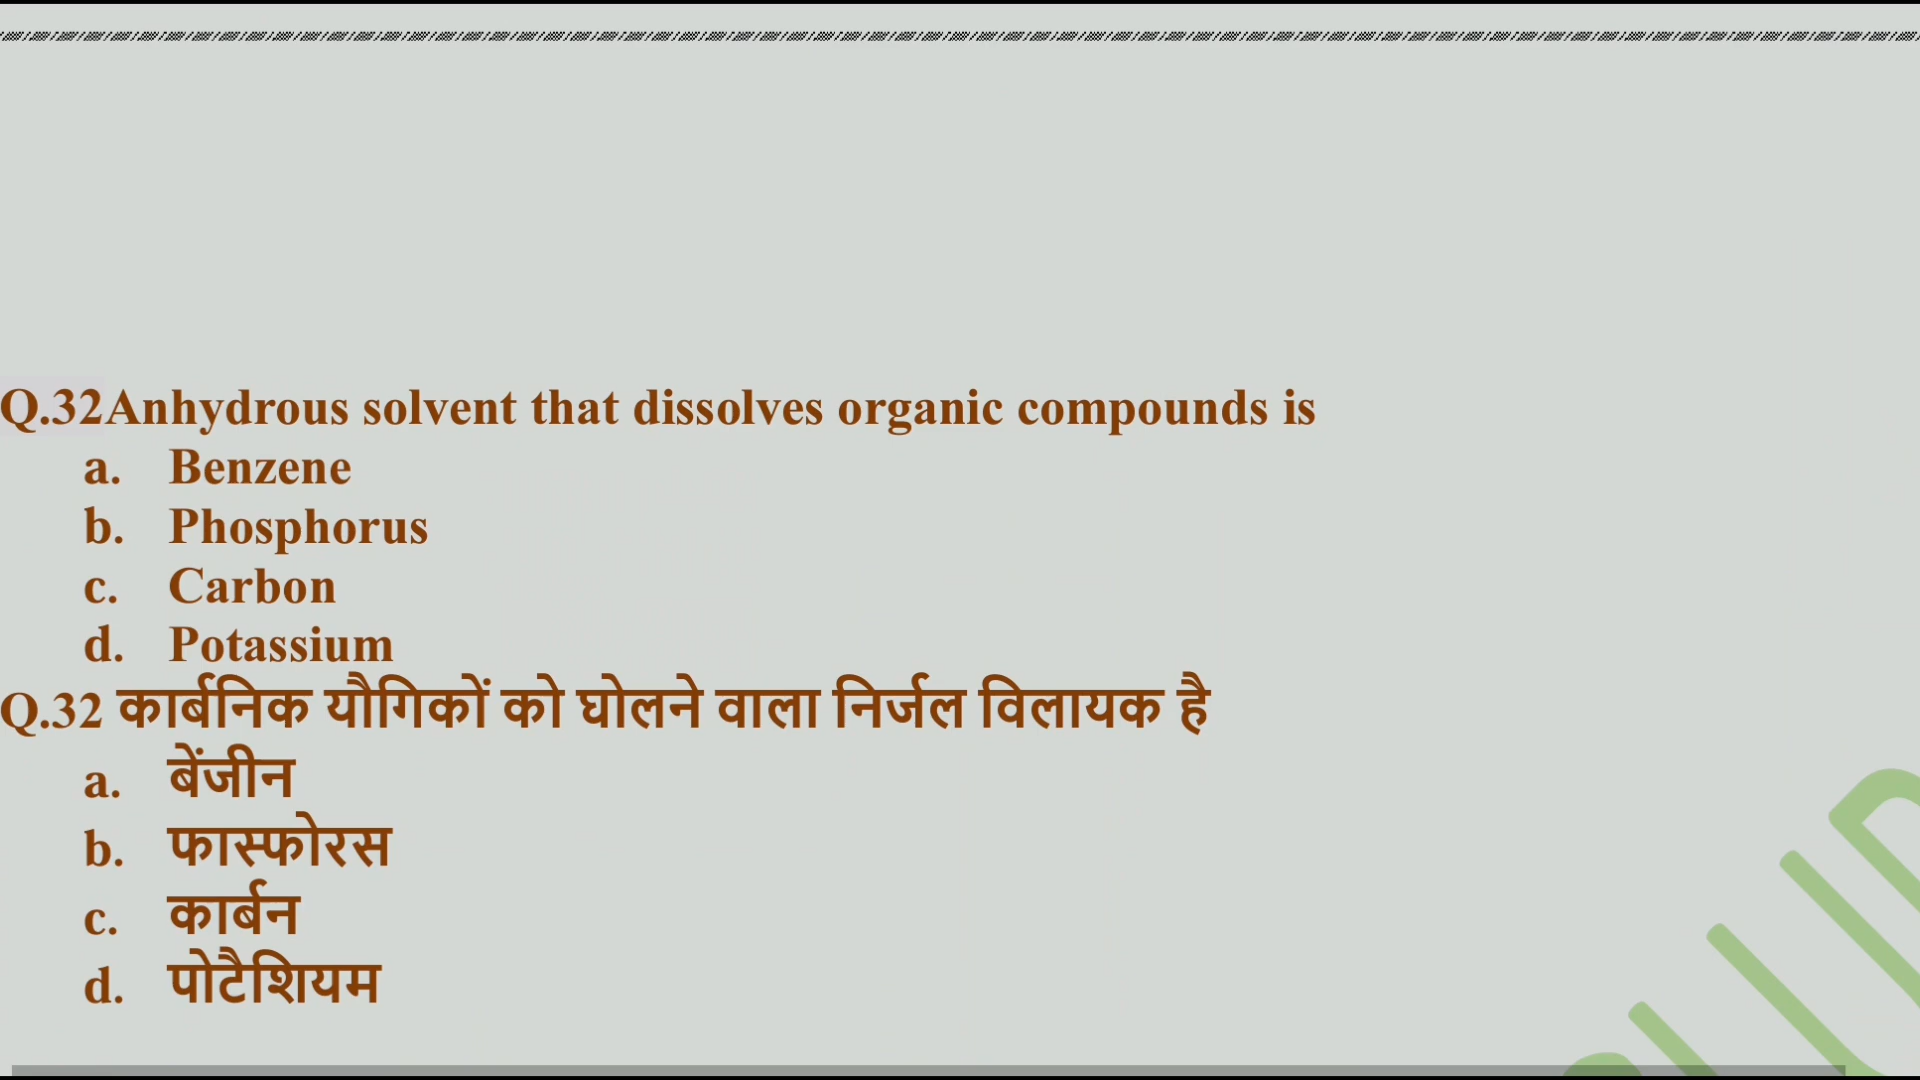 Q.32Anhydrous solvent that dissolves organic compounds is
a. Benzene
b. Phosphorus
c. Carbon
d. Potassium
Q.32 कार्बनिक यौगिकों को घोलने वाला निर्जल विलायक है
a. बेंजीन
b. फास्फोरस
c. कार्बन
d. पोटैशियम